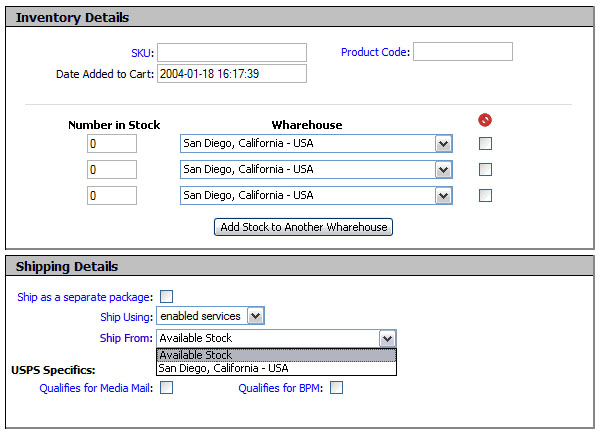 Inventory Details
SKU: Product Code:
Date Added to Cart: 2004-01-18 16:17:39
Number in Stock Wharehouse
0 San Diego, California - USA
0 San Diego, California - USA
0 San Diego, California - USA
Add Stock to Another Wharehouse
Shipping Details
Ship as a separate package:
Ship Using: enabled services
Ship From: Available Stock
Available Stock
San Diego, California - USA
USPS Specifics:
Qualifies for Media Mail: Qualifies for BPM: